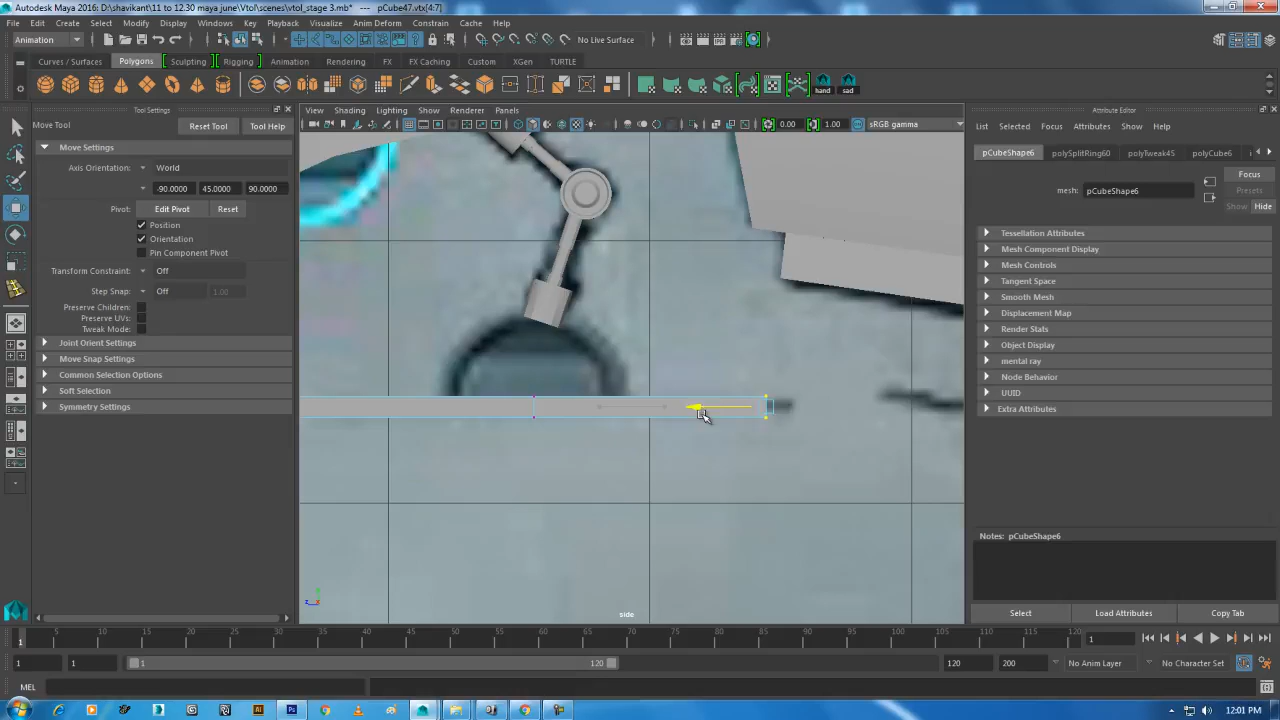 Autodesk Maya 2016: D:\shavikant\11 to 12.30 maya june\Vtol\scenes\vtol_stage 3.mb* --- pCube47.vtx[4:7]
File Edit Create Select Modify Display Windows Key Playback Visualize Anim Deform Constrain Cache Help
Animation No Live Surface
Curves / Surfaces Polygons Sculpting Rigging Animation Rendering FX FX Caching Custom XGen TURTLE
hand sad
Tool Settings
Move Tool Reset Tool Tool Help
Move Settings
Axis Orientation: World
-90.0000 45.0000 90.0000
Pivot: Edit Pivot Reset
Position
Orientation
Pin Component Pivot
Transform Constraint: Off
Step Snap: Off 1.00
Preserve Children:
Preserve UVs:
Tweak Mode:
Joint Orient Settings
Move Snap Settings
Common Selection Options
Soft Selection
Symmetry Settings
View Shading Lighting Show Renderer Panels
0.00 1.00 sRGB gamma
side
Attribute Editor
List Selected Focus Attributes Show Help
pCubeShape6 polySplitRing60 polyTweak45 polyCube6
mesh: pCubeShape6
Focus
Presets
Show Hide
Tessellation Attributes
Mesh Component Display
Mesh Controls
Tangent Space
Smooth Mesh
Displacement Map
Render Stats
Object Display
mental ray
Node Behavior
UUID
Extra Attributes
Notes: pCubeShape6
Select Load Attributes Copy Tab
5 10 15 20 25 30 35 40 45 50 55 60 65 70 75 80 85 90 95 100 105 110 115 120
1
1
1 1 1 120 120 200 No Anim Layer No Character Set
MEL
12:01 PM